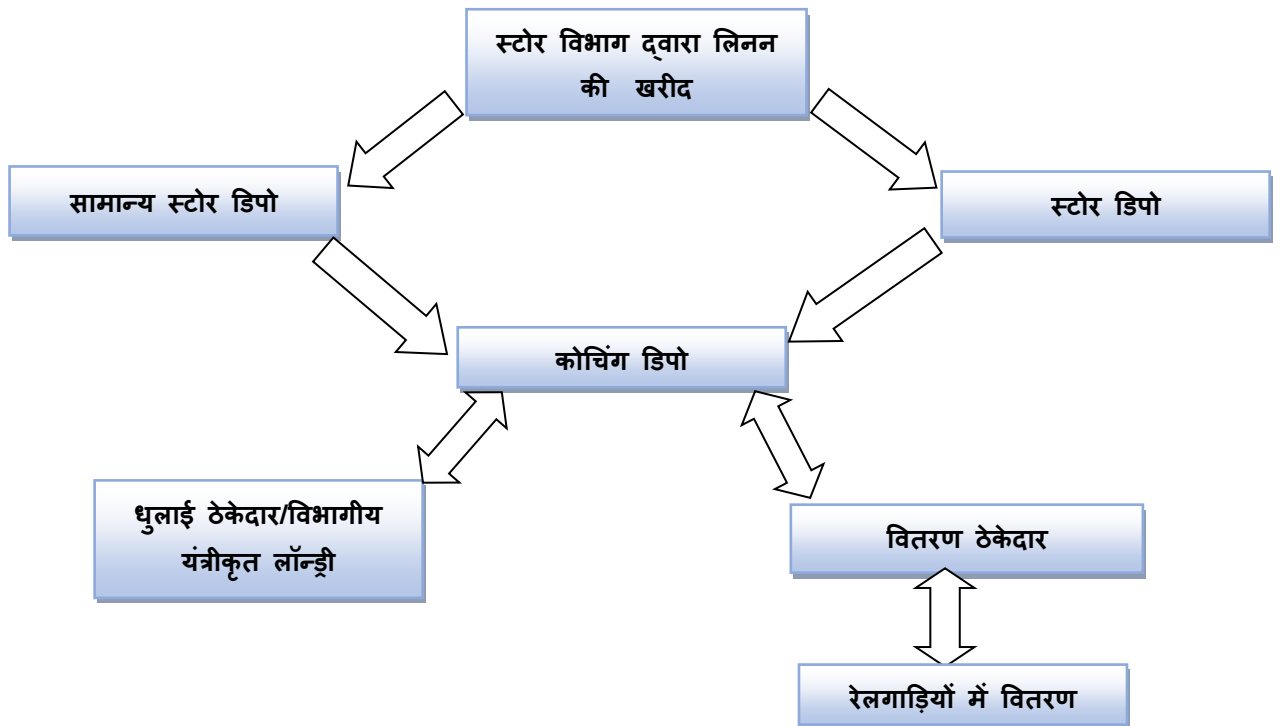 स्टोर विभाग द्वारा लिनन
की खरीद
सामान्य स्टोर डिपो
स्टोर डिपो
कोचिंग डिपो
धुलाई ठेकेदार/विभागीय
यंत्रीकृत लॉन्ड्री
वितरण ठेकेदार
रेलगाड़ियों में वितरण